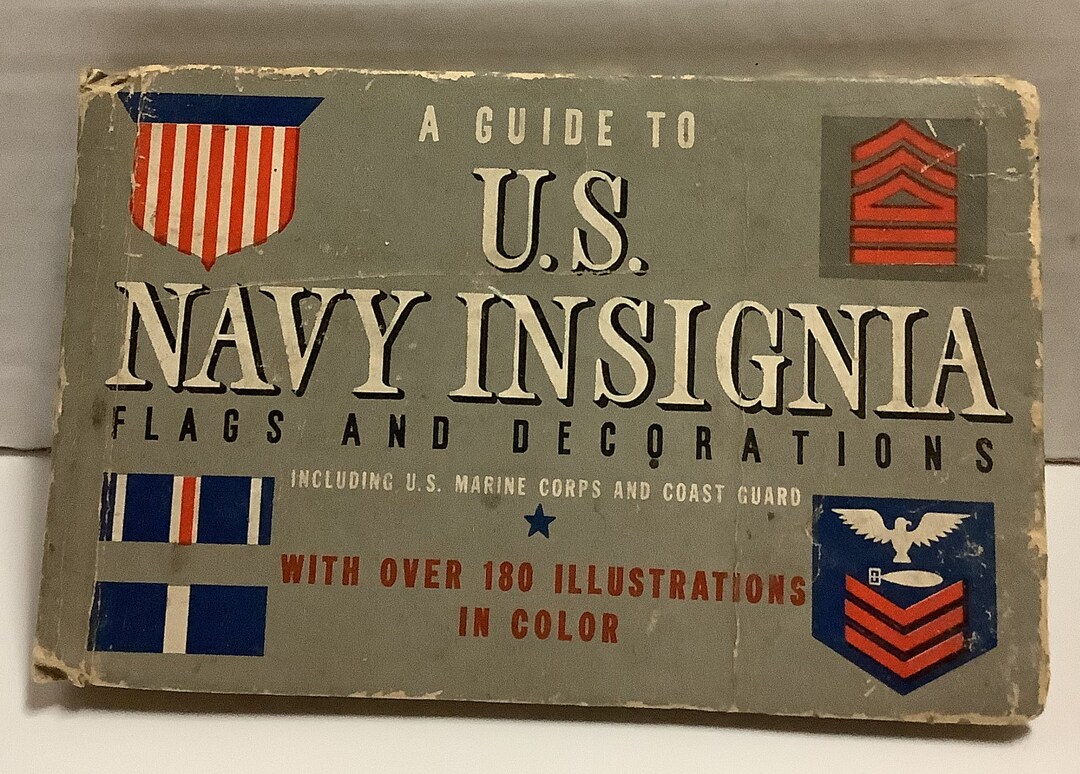 A GUIDE TO
U.S.
NAVY INSIGNIA
FLAGS AND DECORATIONS
INCLUDING U.S. MARINE CORPS AND COAST GUARD
WITH OVER 180 ILLUSTRATIONS
IN COLOR